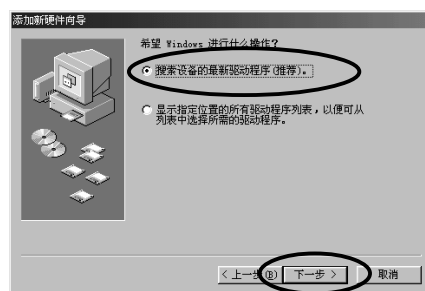 添加新硬件向导
希望 Windows 进行什么操作?
搜索设备的最新驱动程序(推荐)。
显示指定位置的所有驱动程序列表，以便可从
列表中选择所需的驱动程序。
< 上一步(B) 下一步 > 取消